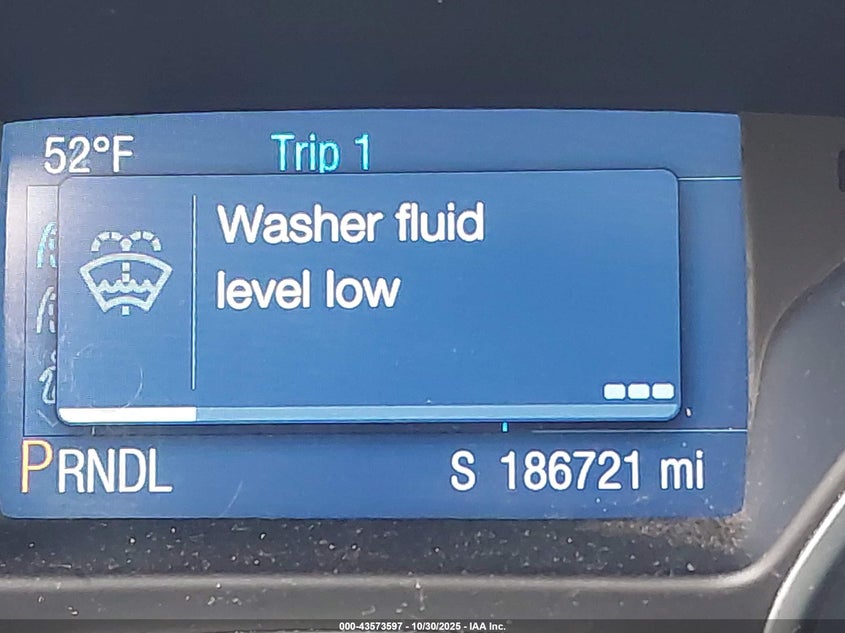 52°F
Trip 1
Washer fluid
level low
PRNDL
S 186721 mi
000-43573597 - 10/30/2025 - IAA Inc.